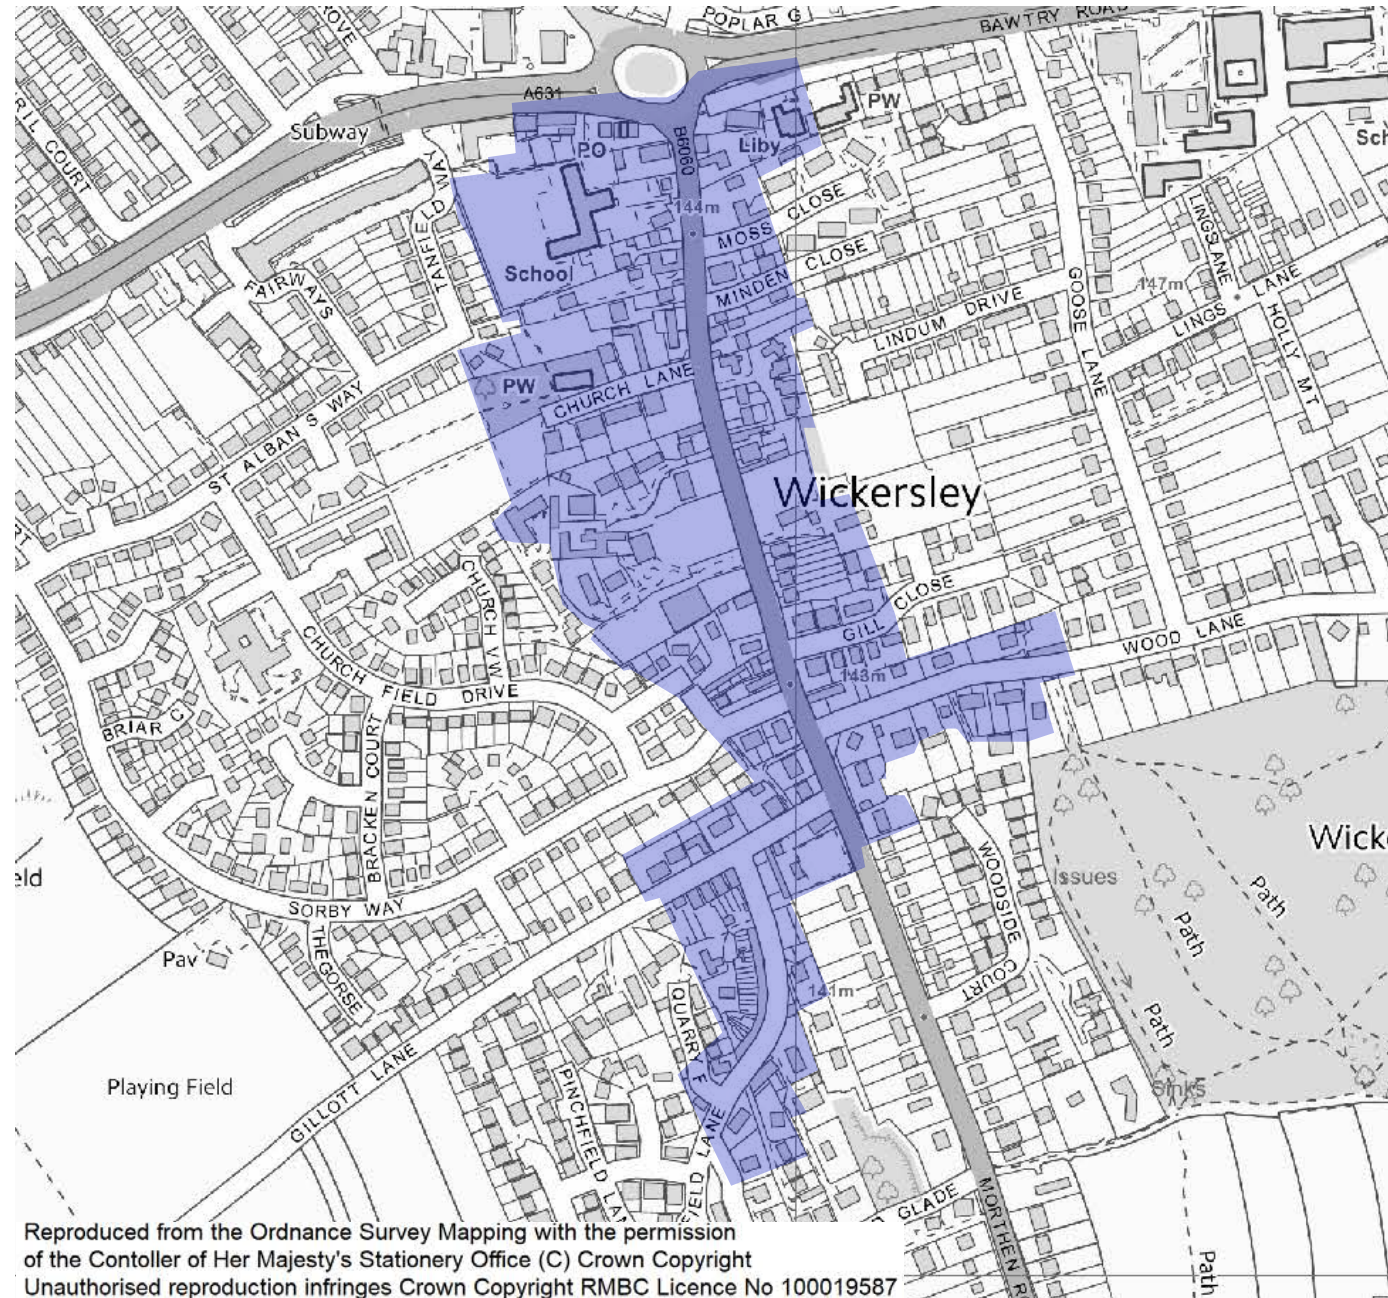 POPLAR G
BAWTRY ROAD
ROVE
A631
Subway
PO
B6060
Liby
PW
Sch
RIL COURT
TANFIELD WAY
144m
MOSS CLOSE
School
MINDEN CLOSE
FAIRWAYS
LINDUM DRIVE
GOOSE LANE
LINGS LANE
147m
LINGS LANE
HOLLY MT
PW
CHURCH LANE
ST ALBAN'S WAY
Wickersley
CHURCH VW
GILL CLOSE
WOOD LANE
143m
CHURCH FIELD DRIVE
BRIAR C
BRACKEN COURT
Wick
eld
WOODSIDE COURT
Issues
Path
Path
SORBY WAY
THE GORSE
Pav
141m
QUARRY F
Path
Playing Field
GILLOTT LANE
PINCHFIELD LAN
FIELD LANE
Sinks
GLADE
MORTHEN R
Path
Reproduced from the Ordnance Survey Mapping with the permission
of the Contoller of Her Majesty's Stationery Office (C) Crown Copyright
Unauthorised reproduction infringes Crown Copyright RMBC Licence No 100019587